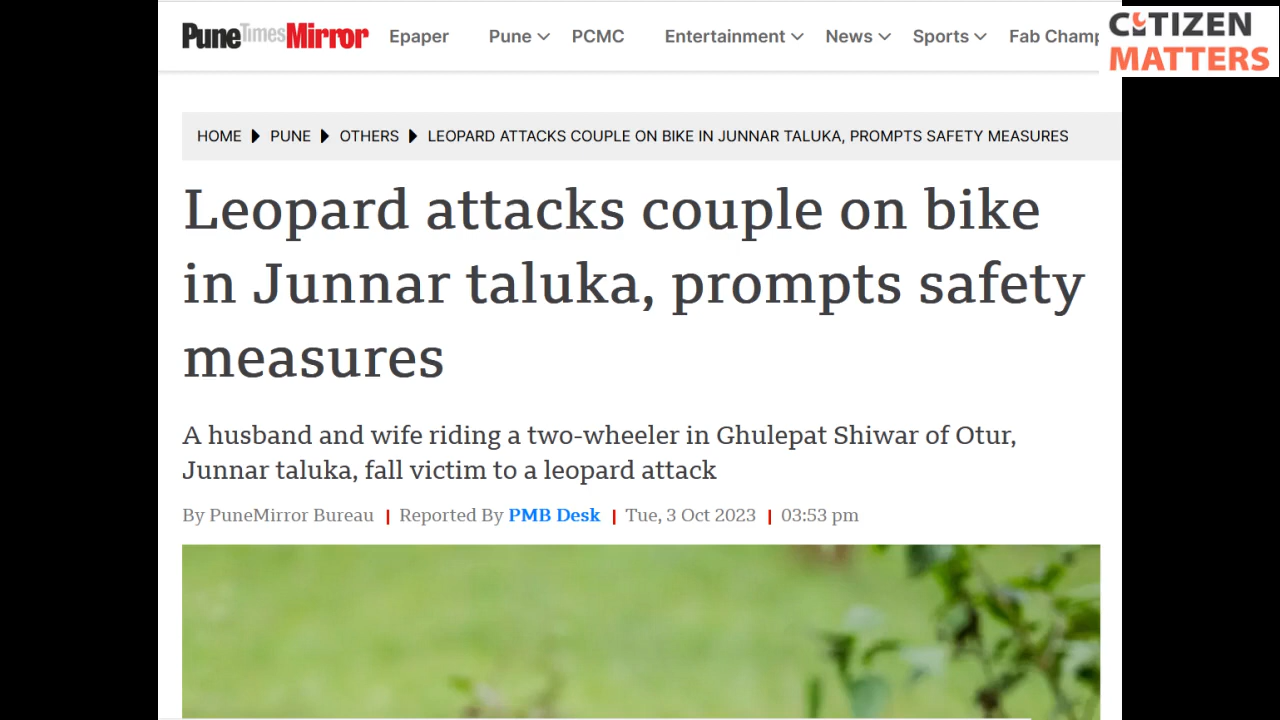 PuneTimesMirror Epaper Pune PCMC Entertainment News Sports Fab Champ
CITIZEN
MATTERS
HOME PUNE OTHERS LEOPARD ATTACKS COUPLE ON BIKE IN JUNNAR TALUKA, PROMPTS SAFETY MEASURES
Leopard attacks couple on bike
in Junnar taluka, prompts safety
measures
A husband and wife riding a two-wheeler in Ghulepat Shiwar of Otur,
Junnar taluka, fall victim to a leopard attack
By PuneMirror Bureau | Reported By PMB Desk | Tue, 3 Oct 2023 | 03:53 pm